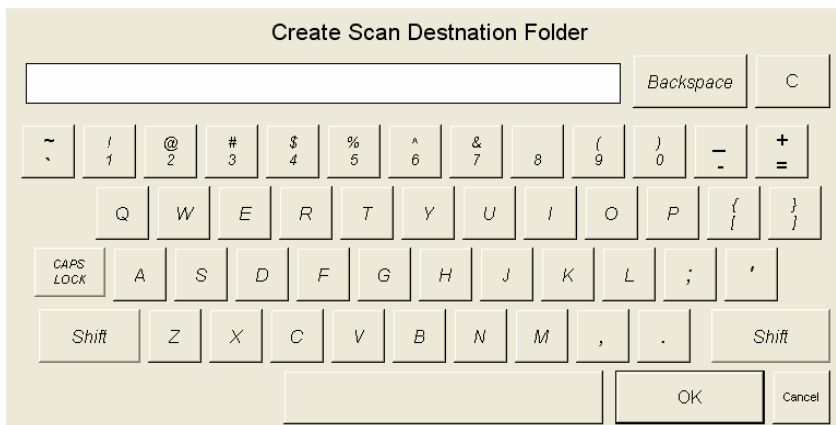 Create Scan Destnation Folder
Backspace C
~ ! @ # $ % ^ & ( ) _ +
` 1 2 3 4 5 6 7 8 9 0 - =
Q W E R T Y U I O P { }
[ ]
CAPS LOCK A S D F G H J K L ; '
Shift Z X C V B N M , . Shift
OK Cancel